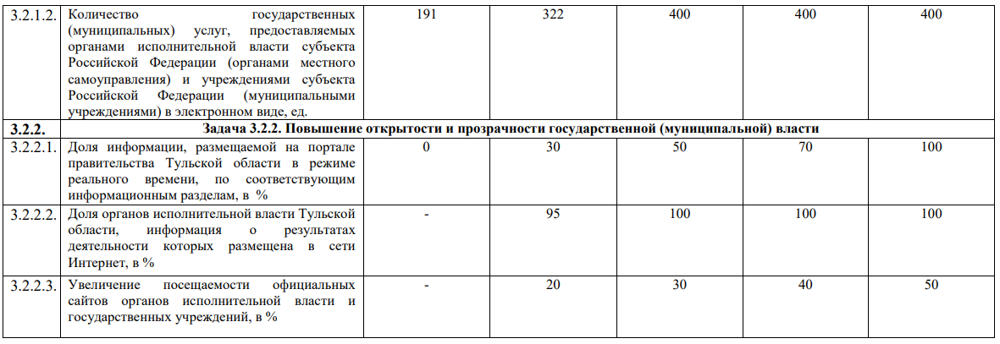 3.2.1.2. Количество государственных 191 322 400 400 400
(муниципальных) услуг, предоставляемых
органами исполнительной власти субъекта
Российской Федерации (органами местного
самоуправления) и учреждениями субъекта
Российской Федерации (муниципальными
учреждениями) в электронном виде, ед.
3.2.2. Задача 3.2.2. Повышение открытости и прозрачности государственной (муниципальной) власти
3.2.2.1. Доля информации, размещаемой на портале 0 30 50 70 100
правительства Тульской области в режиме
реального времени, по соответствующим
информационным разделам, в %
3.2.2.2. Доля органов исполнительной власти Тульской - 95 100 100 100
области, информация о результатах
деятельности которых размещена в сети
Интернет, в %
3.2.2.3. Увеличение посещаемости официальных - 20 30 40 50
сайтов органов исполнительной власти и
государственных учреждений, в %